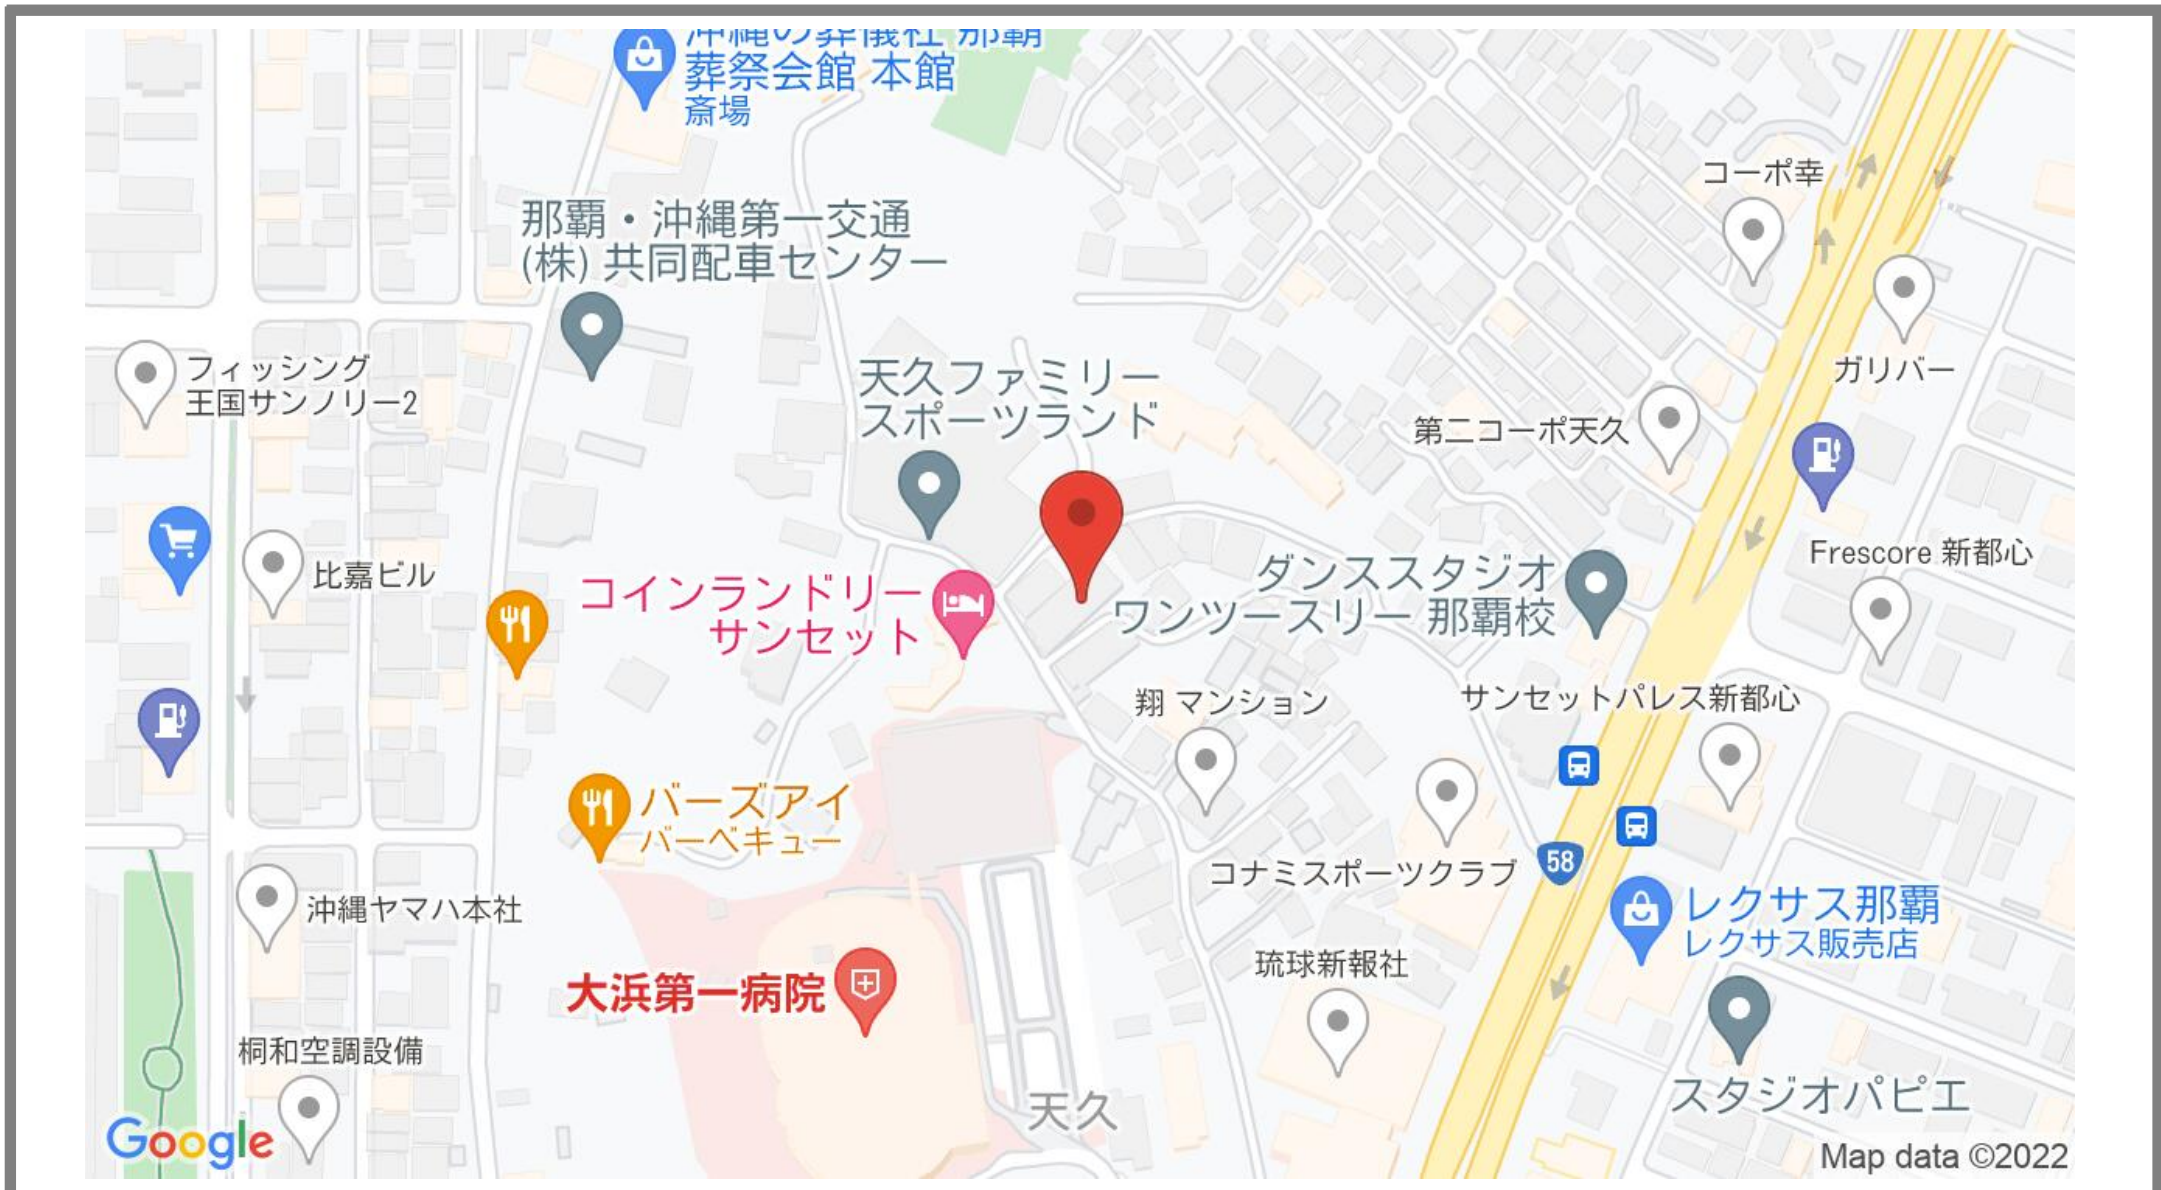 沖縄の葬儀社 那覇
葬祭会館 本館
斎場
コーポ幸
那覇・沖縄第一交通
(株) 共同配車センター
ガリバー
フィッシング
王国サンノリー2
天久ファミリー
スポーツランド
第二コーポ天久
Frescore 新都心
比嘉ビル
コインランドリー
サンセット
ダンススタジオ
ワンツースリー 那覇校
翔 マンション
サンセットパレス新都心
バーズアイ
バーベキュー
コナミスポーツクラブ
58
沖縄ヤマハ本社
レクサス那覇
レクサス販売店
琉球新報社
大浜第一病院
桐和空調設備
天久
スタジオパピエ
Google
Map data ©2022